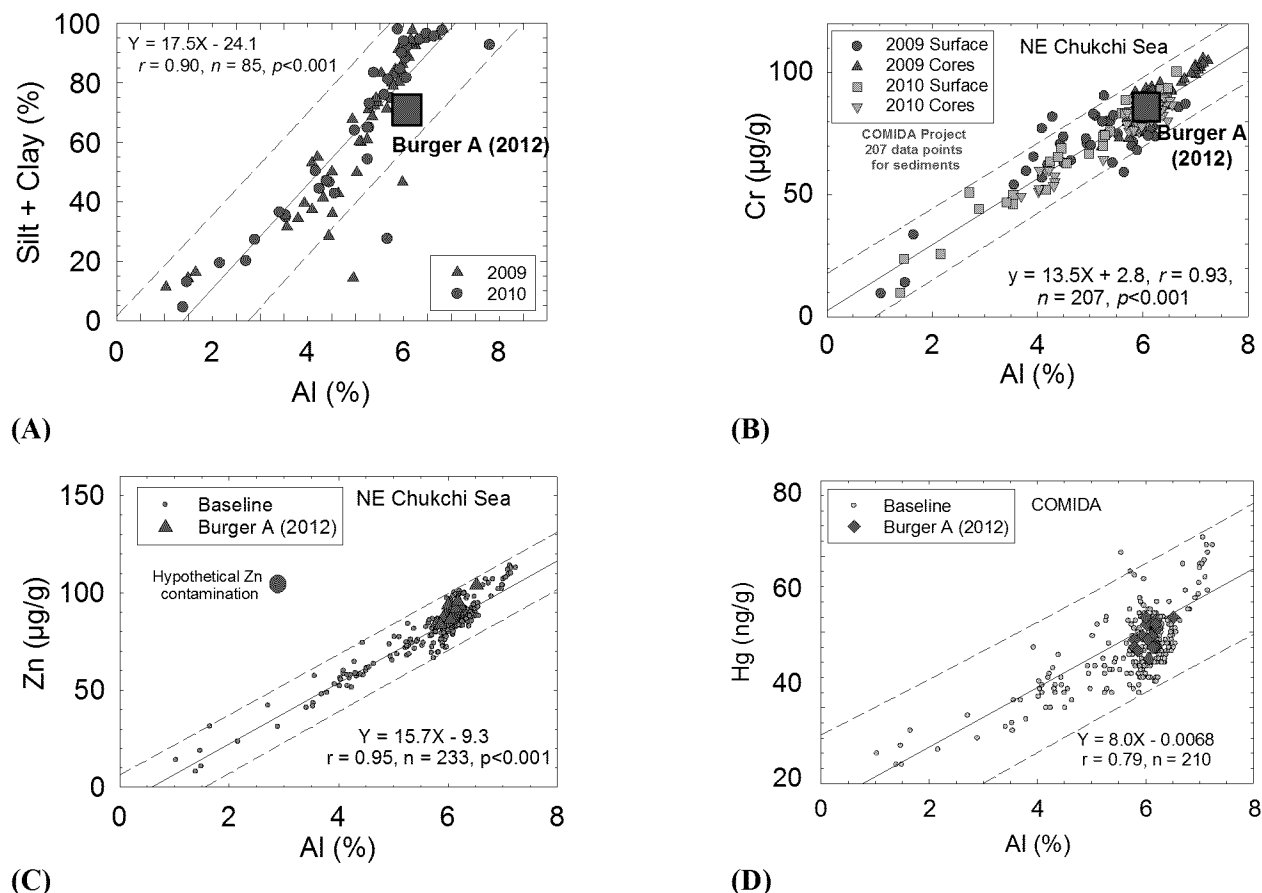 100
80
60
40
20
0
Silt + Clay (%)
Y = 17.5X - 24.1
r = 0.90, n = 85, p<0.001
Burger A (2012)
2009
2010
0 2 4 6 8
Al (%)
(A)
100
50
0
Cr (µg/g)
2009 Surface
2009 Cores
2010 Surface
2010 Cores
NE Chukchi Sea
COMIDA Project
207 data points
for sediments
Burger A
(2012)
y = 13.5X + 2.8, r = 0.93,
n = 207, p<0.001
0 2 4 6 8
Al (%)
(B)
150
100
50
0
Zn (µg/g)
Baseline
Burger A (2012)
NE Chukchi Sea
Hypothetical Zn
contamination
Y = 15.7X - 9.3
r = 0.95, n = 233, p<0.001
0 2 4 6 8
Al (%)
(C)
80
60
40
20
Hg (ng/g)
Baseline
Burger A (2012)
COMIDA
Y = 8.0X - 0.0068
r = 0.79, n = 210
0 2 4 6 8
Al (%)
(D)